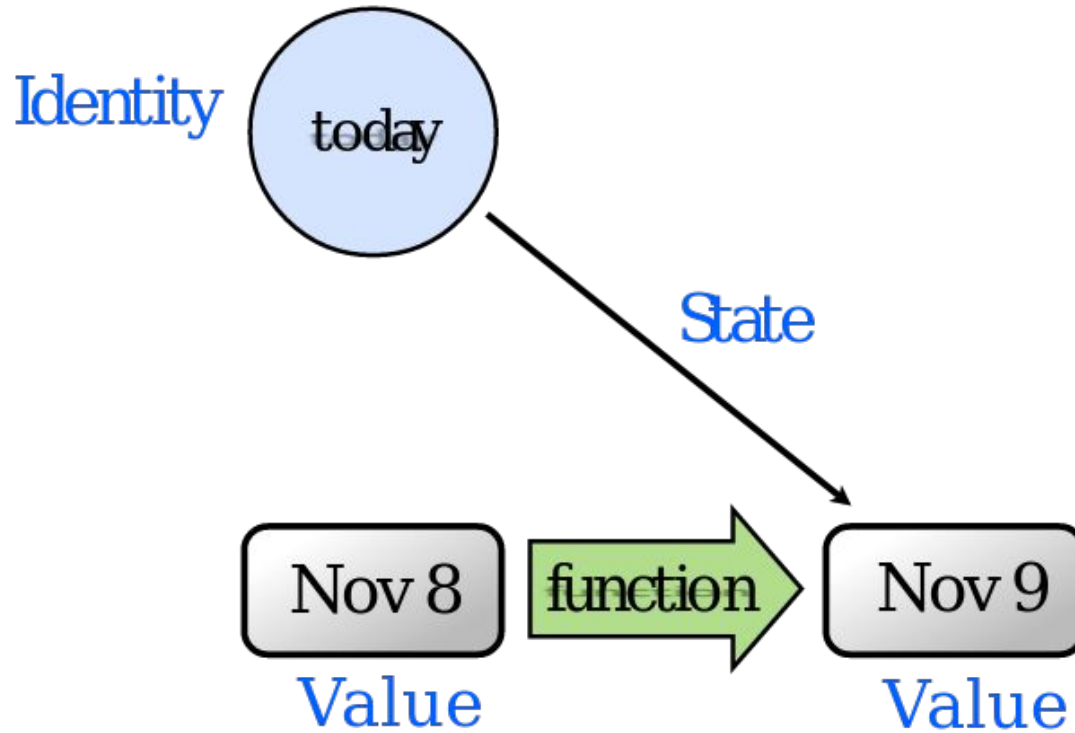 Identity
today
State
Nov 8
function
Nov 9
Value
Value